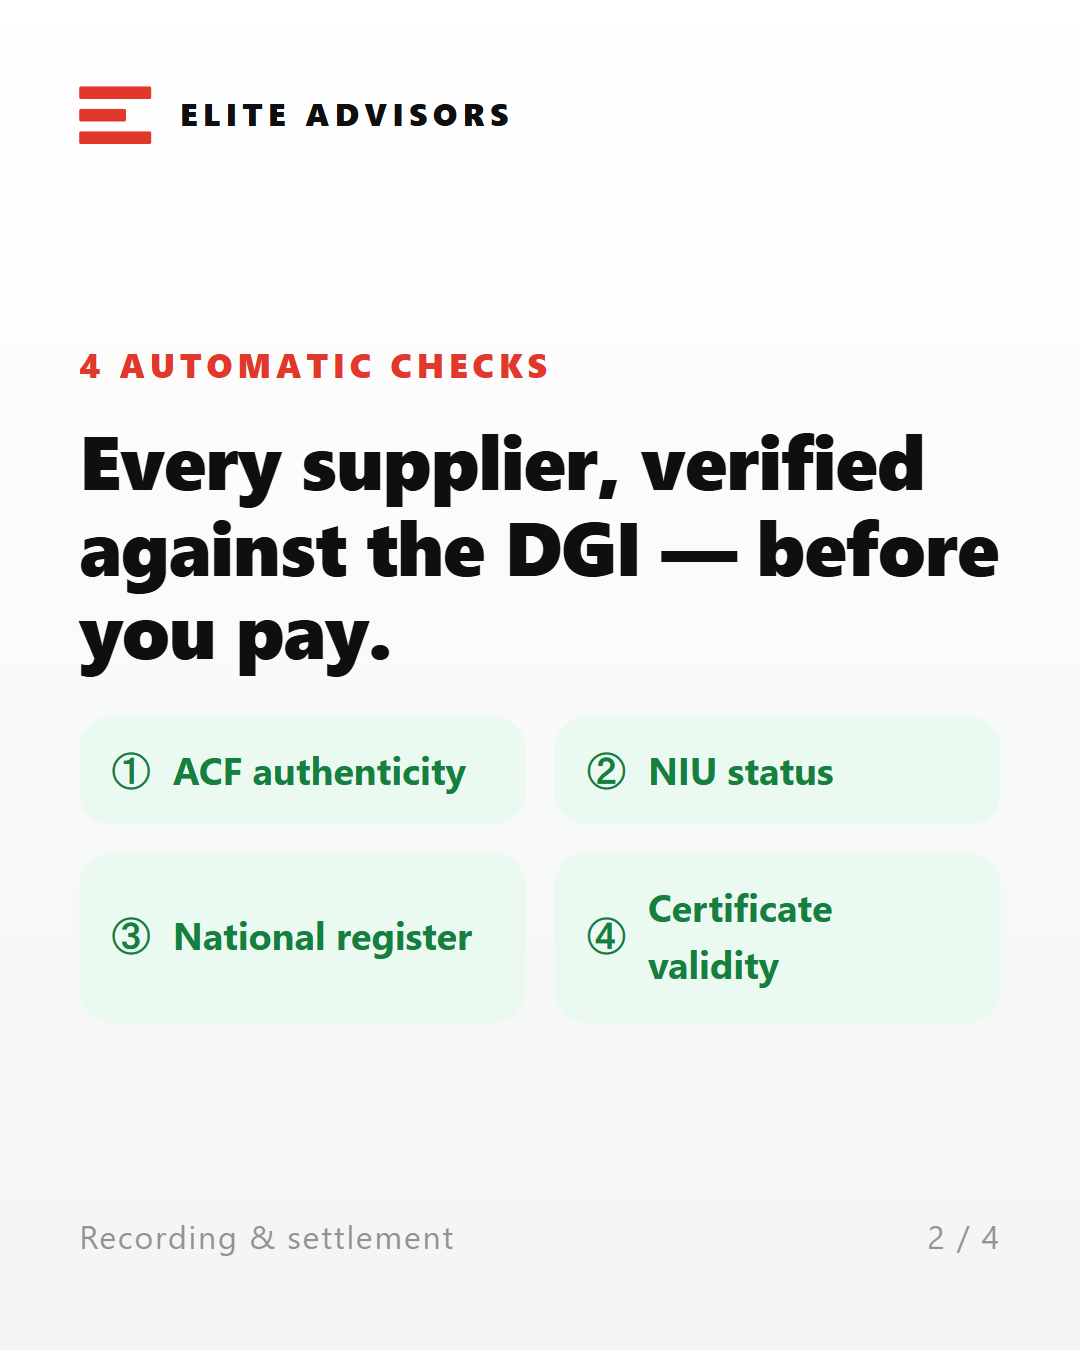 ELITE ADVISORS
4 AUTOMATIC CHECKS
Every supplier, verified
against the DGI — before
you pay.
① ACF authenticity
② NIU status
③ National register
④ Certificate
validity
Recording & settlement
2 / 4